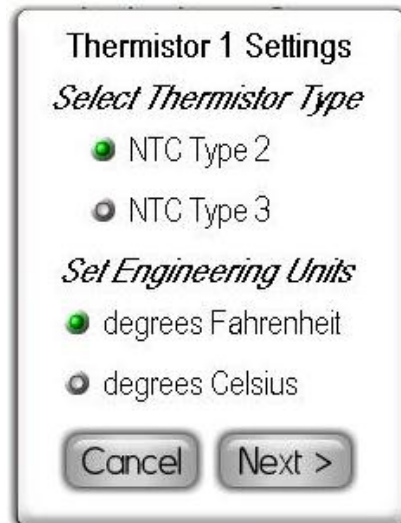 Thermistor 1 Settings
Select Thermistor Type
NTC Type 2
NTC Type 3
Set Engineering Units
degrees Fahrenheit
degrees Celsius
Cancel
Next >